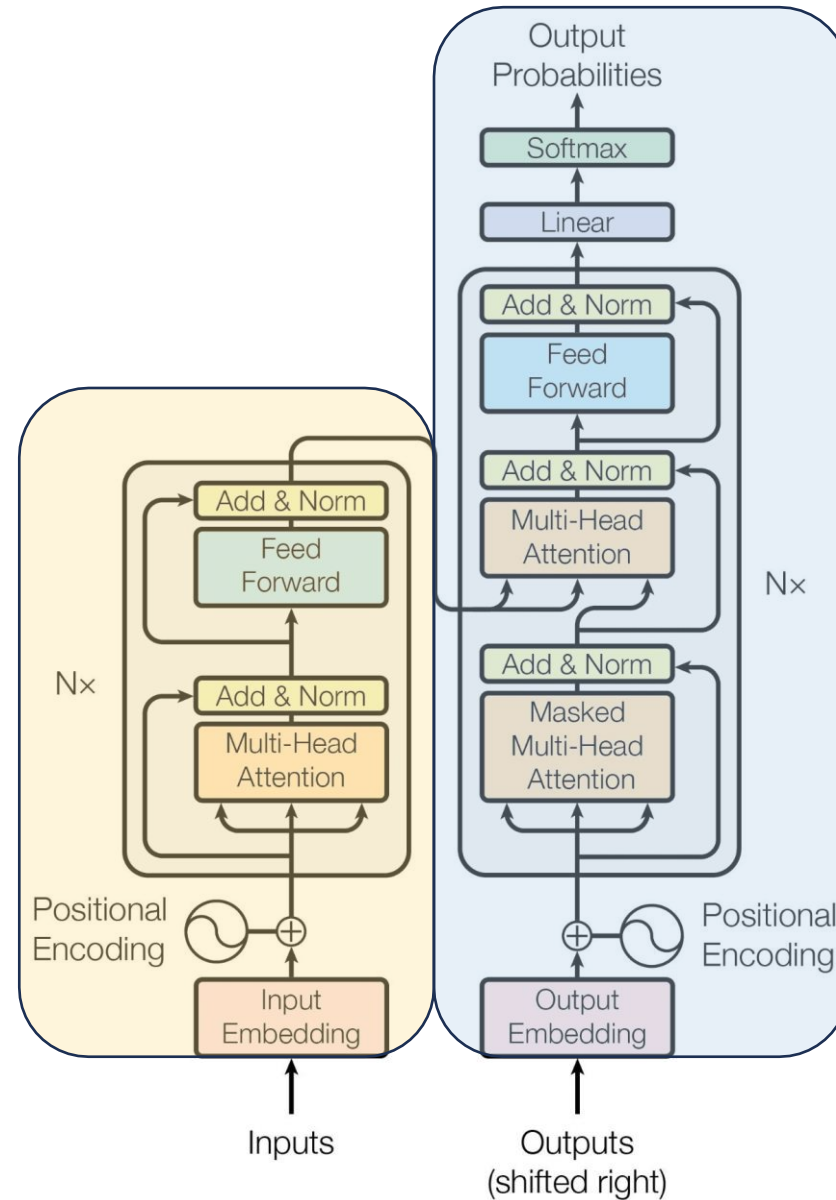 Output
Probabilities
Softmax
Linear
Add & Norm
Feed
Forward
Add & Norm
Multi-Head
Attention
Nx
Add & Norm
Masked
Multi-Head
Attention
Positional
Encoding
Output
Embedding
Outputs
(shifted right)
Add & Norm
Feed
Forward
Nx
Add & Norm
Multi-Head
Attention
Positional
Encoding
Input
Embedding
Inputs